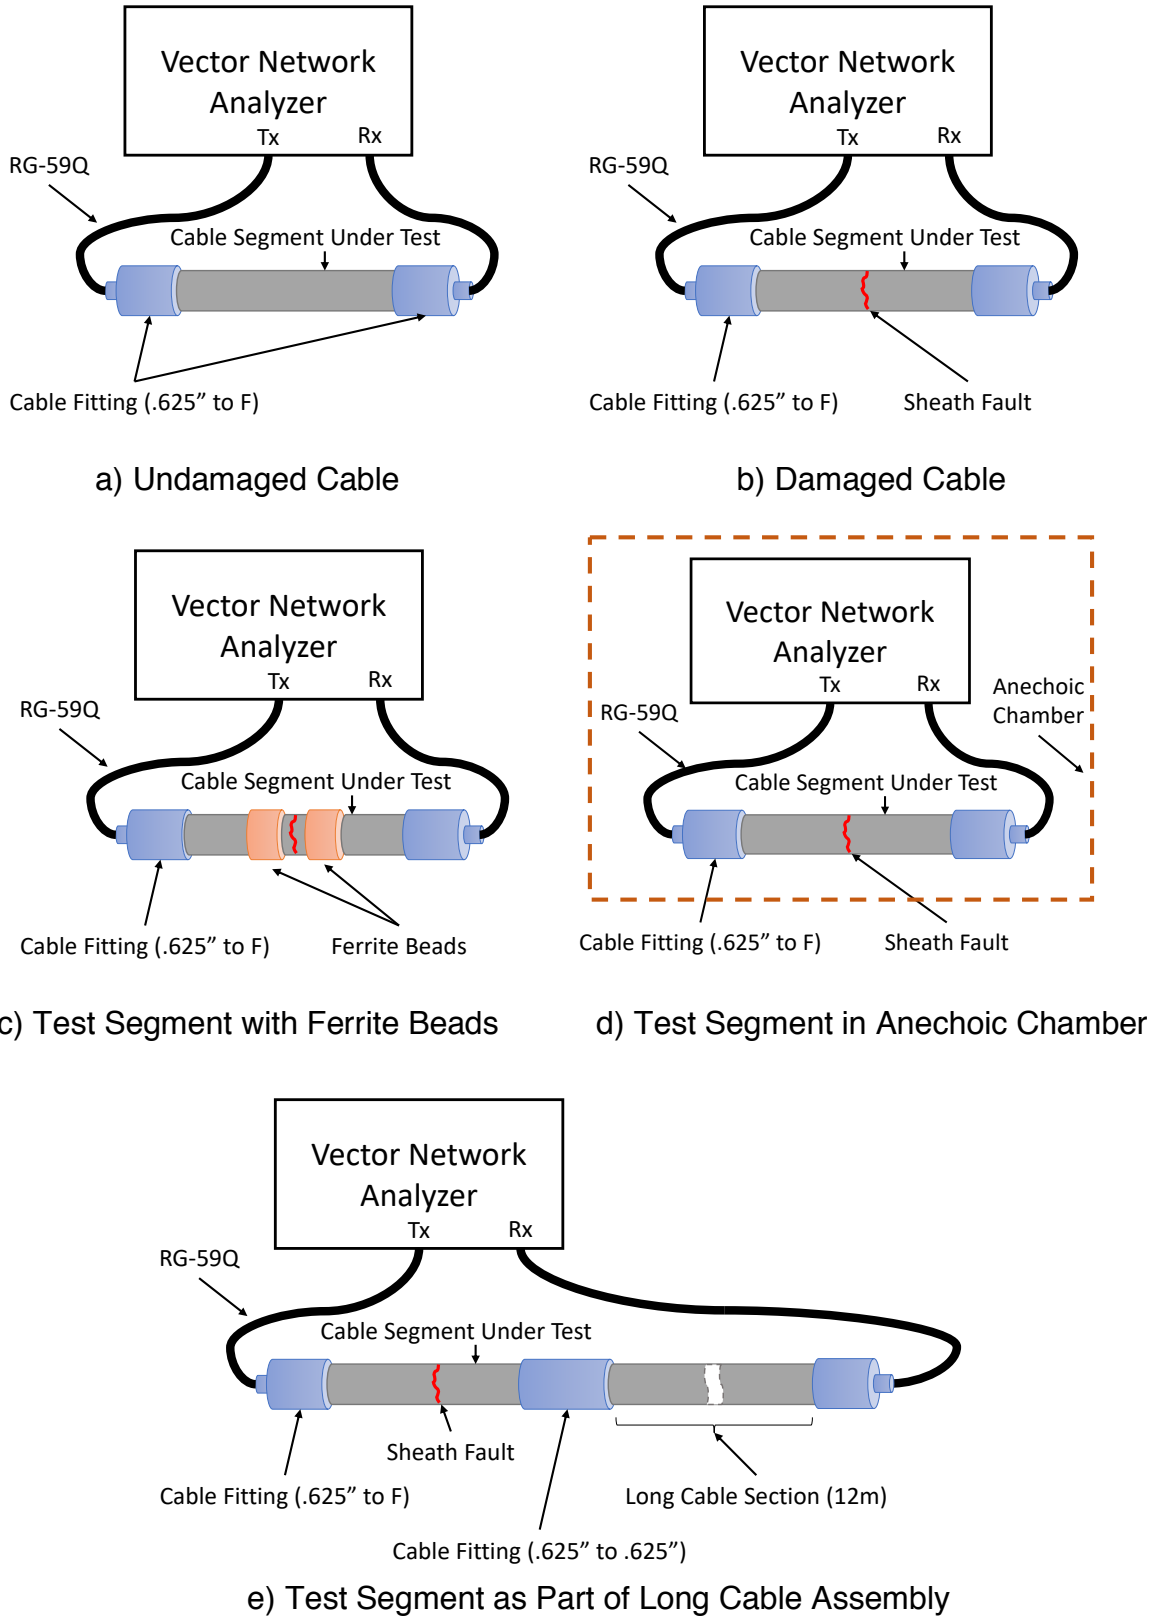 Vector Network
Analyzer
Tx
Rx
RG-59Q
Cable Segment Under Test
Cable Fitting (.625” to F)
a) Undamaged Cable
Vector Network
Analyzer
Tx
Rx
RG-59Q
Cable Segment Under Test
Cable Fitting (.625” to F)
Sheath Fault
b) Damaged Cable
Vector Network
Analyzer
Tx
Rx
RG-59Q
Cable Segment Under Test
Cable Fitting (.625” to F)
Ferrite Beads
c) Test Segment with Ferrite Beads
Vector Network
Analyzer
Tx
Rx
Anechoic
Chamber
RG-59Q
Cable Segment Under Test
Cable Fitting (.625” to F)
Sheath Fault
d) Test Segment in Anechoic Chamber
Vector Network
Analyzer
Tx
Rx
RG-59Q
Cable Segment Under Test
Sheath Fault
Cable Fitting (.625” to F)
Long Cable Section (12m)
Cable Fitting (.625” to .625”)
e) Test Segment as Part of Long Cable Assembly